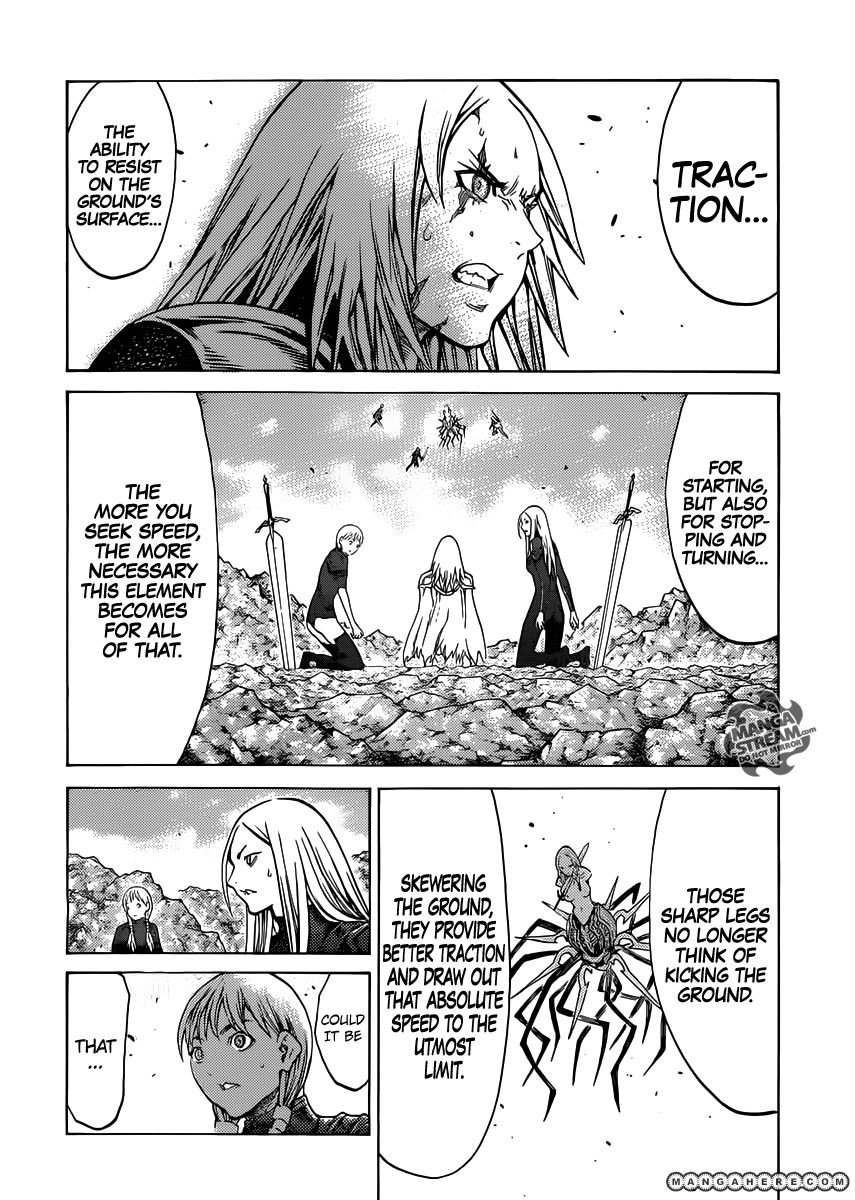 TRAC-
TION...
THE
ABILITY
TO RESIST
ON THE
GROUND'S
SURFACE...
FOR
STARTING,
BUT ALSO
FOR STOP-
PING AND
TURNING...
THE
MORE YOU
SEEK SPEED,
THE MORE
NECESSARY
THIS ELEMENT
BECOMES
FOR ALL
OF THAT.
MANGA
STREAM.com
DO NOT MIRROR
THOSE
SHARP LEGS
NO LONGER
THINK OF
KICKING THE
GROUND.
SKEWERING
THE GROUND,
THEY PROVIDE
BETTER TRACTION
AND DRAW OUT
THAT ABSOLUTE
SPEED TO THE
UTMOST
LIMIT.
COULD
IT BE
THAT
...
MANGAHERE.COM